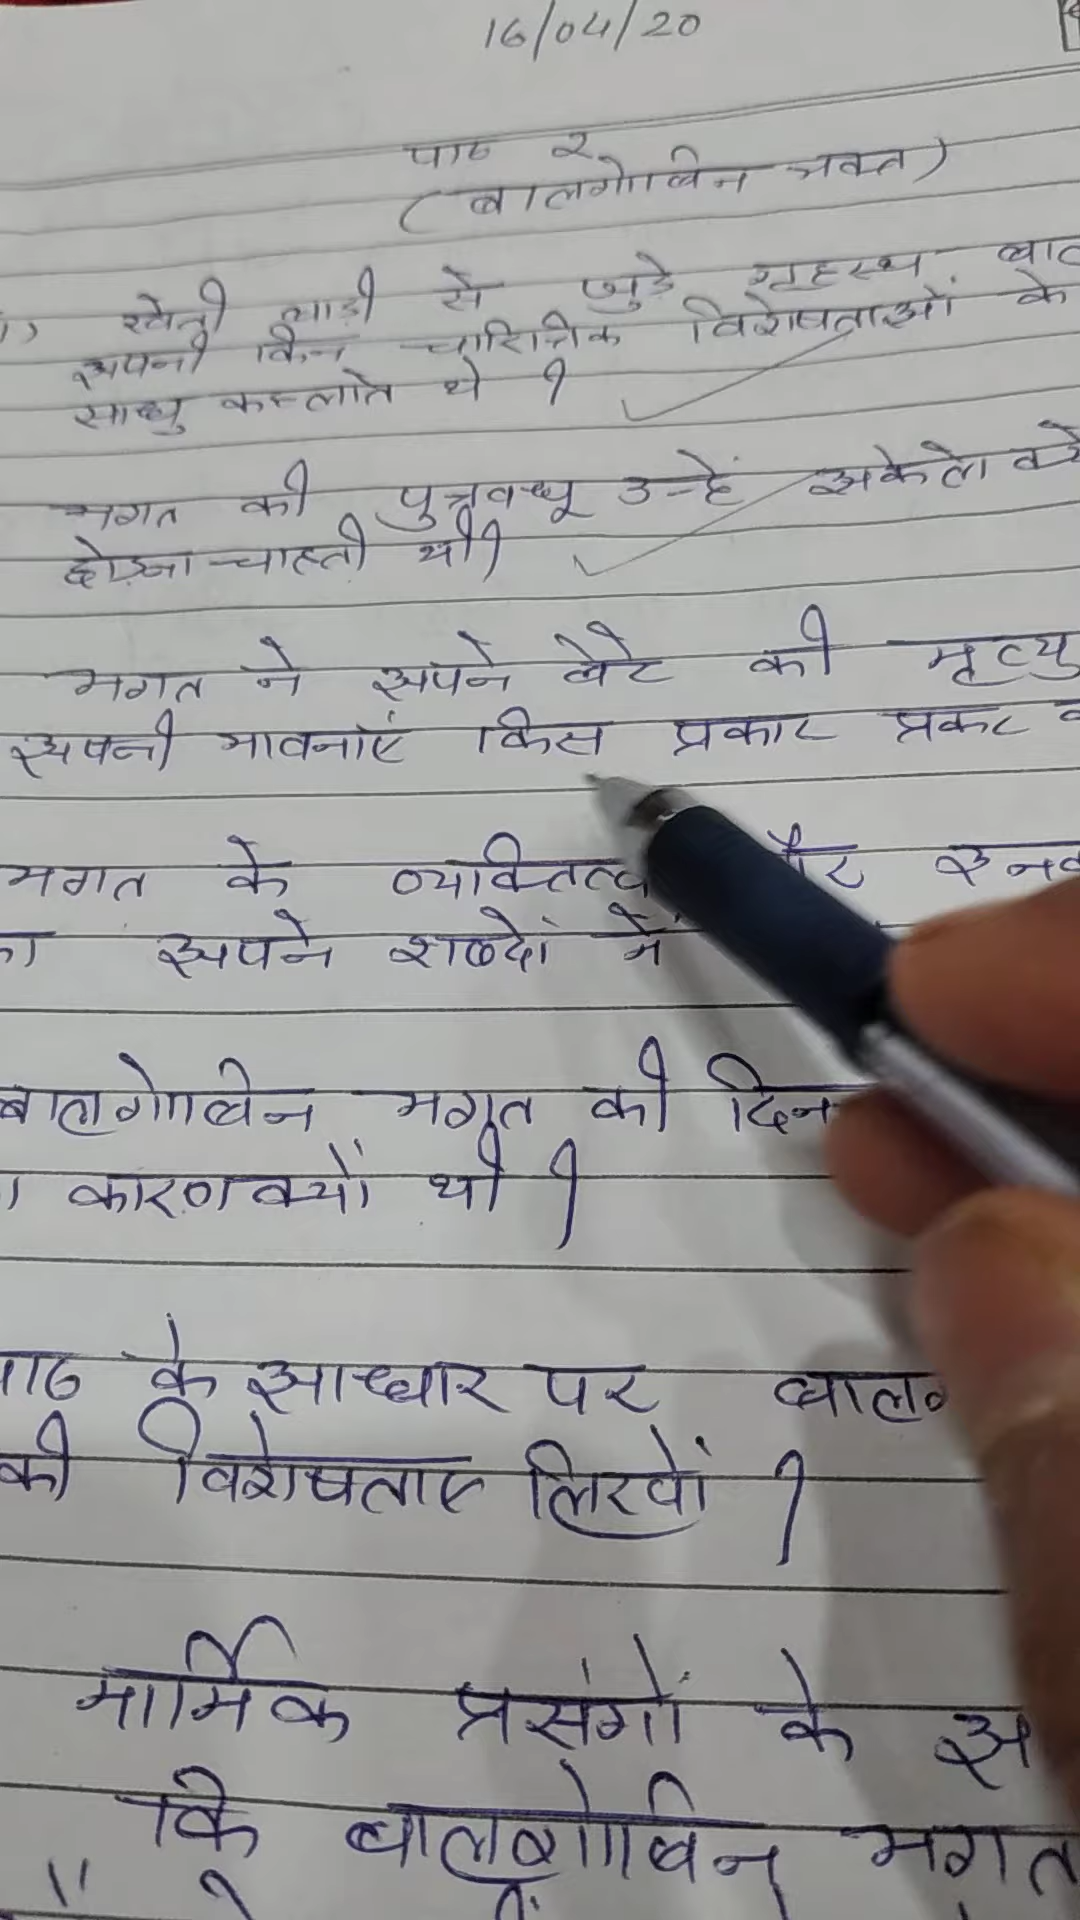 16/04/20
पाठ २
(बालगोबिन भगत)
खेती बाड़ी से जुड़े गृहस्थ
अपनी किन चारित्रिक विशेषताओं के
साधु कहलाते थे ?
भगत की पुत्रवधू उन्हें अकेले
छोड़ना चाहती थी?
भगत ने अपने बेटे की मृत्यु
अपनी भावनाएं किस प्रकार प्रकट
भगत के व्यक्तित्व
अपने शब्दों में
बालगोबिन भगत की
कारण क्यों थी ?
के आधार पर
की विशेषताए लिखों ?
मार्मिक प्रसंगों के
कि बालगोबिन भगत